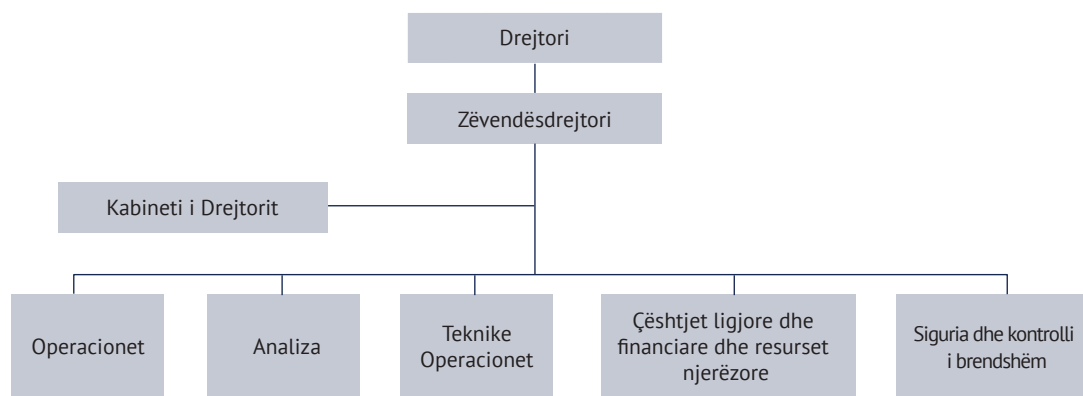 Drejtori
Zëvendësdrejtori
Kabineti i Drejtorit
Operacionet
Analiza
Teknike
Operacionet
Çështjet ligjore dhe
financiare dhe resurset
njerëzore
Siguria dhe kontrolli
i brendshëm